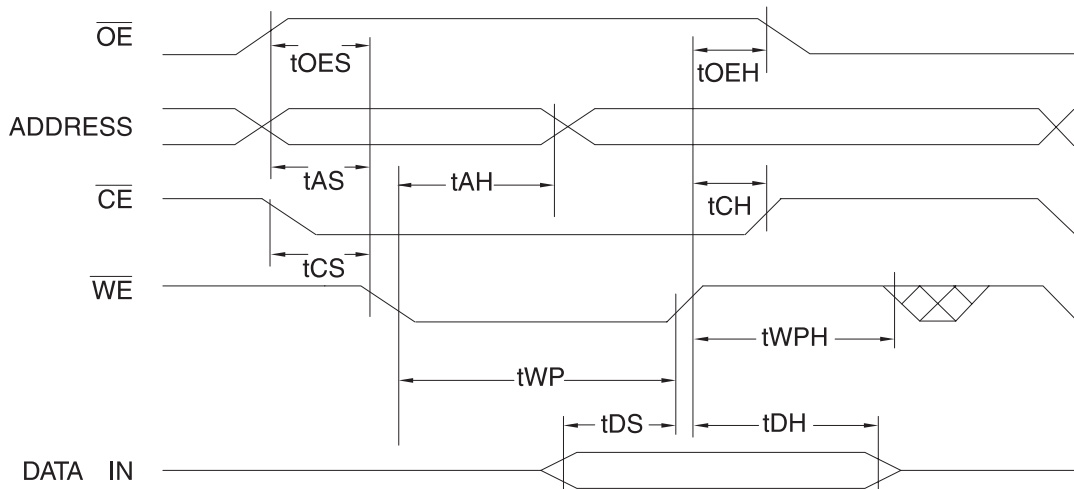 OE
tOES
tOEH
ADDRESS
tAS
tAH
CE
tCH
tCS
WE
tWPH
tWP
tDS
tDH
DATA IN